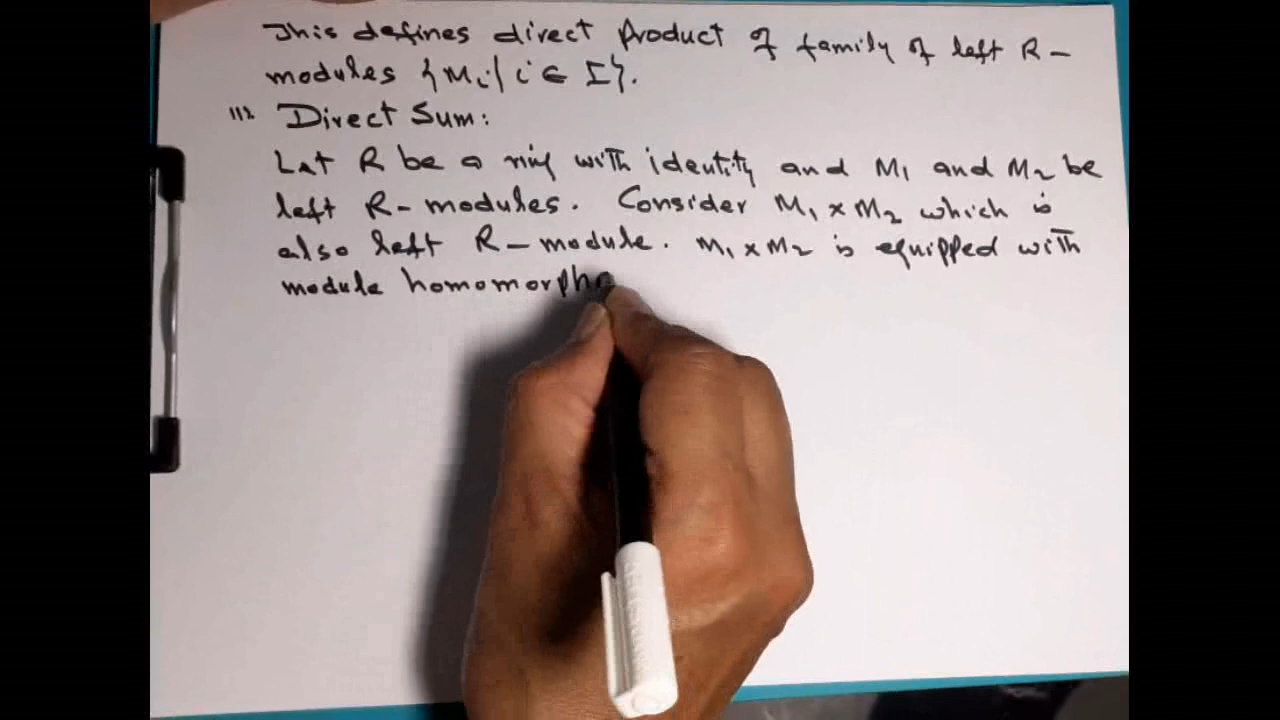 This defines direct product of family of left R-
modules {Mi | i ∈ I}.
111) Direct Sum:
Let R be a ring with identity and M1 and M2 be
left R-modules. Consider M1 x M2 which is
also left R-module. M1 x M2 is equipped with
module homomorph